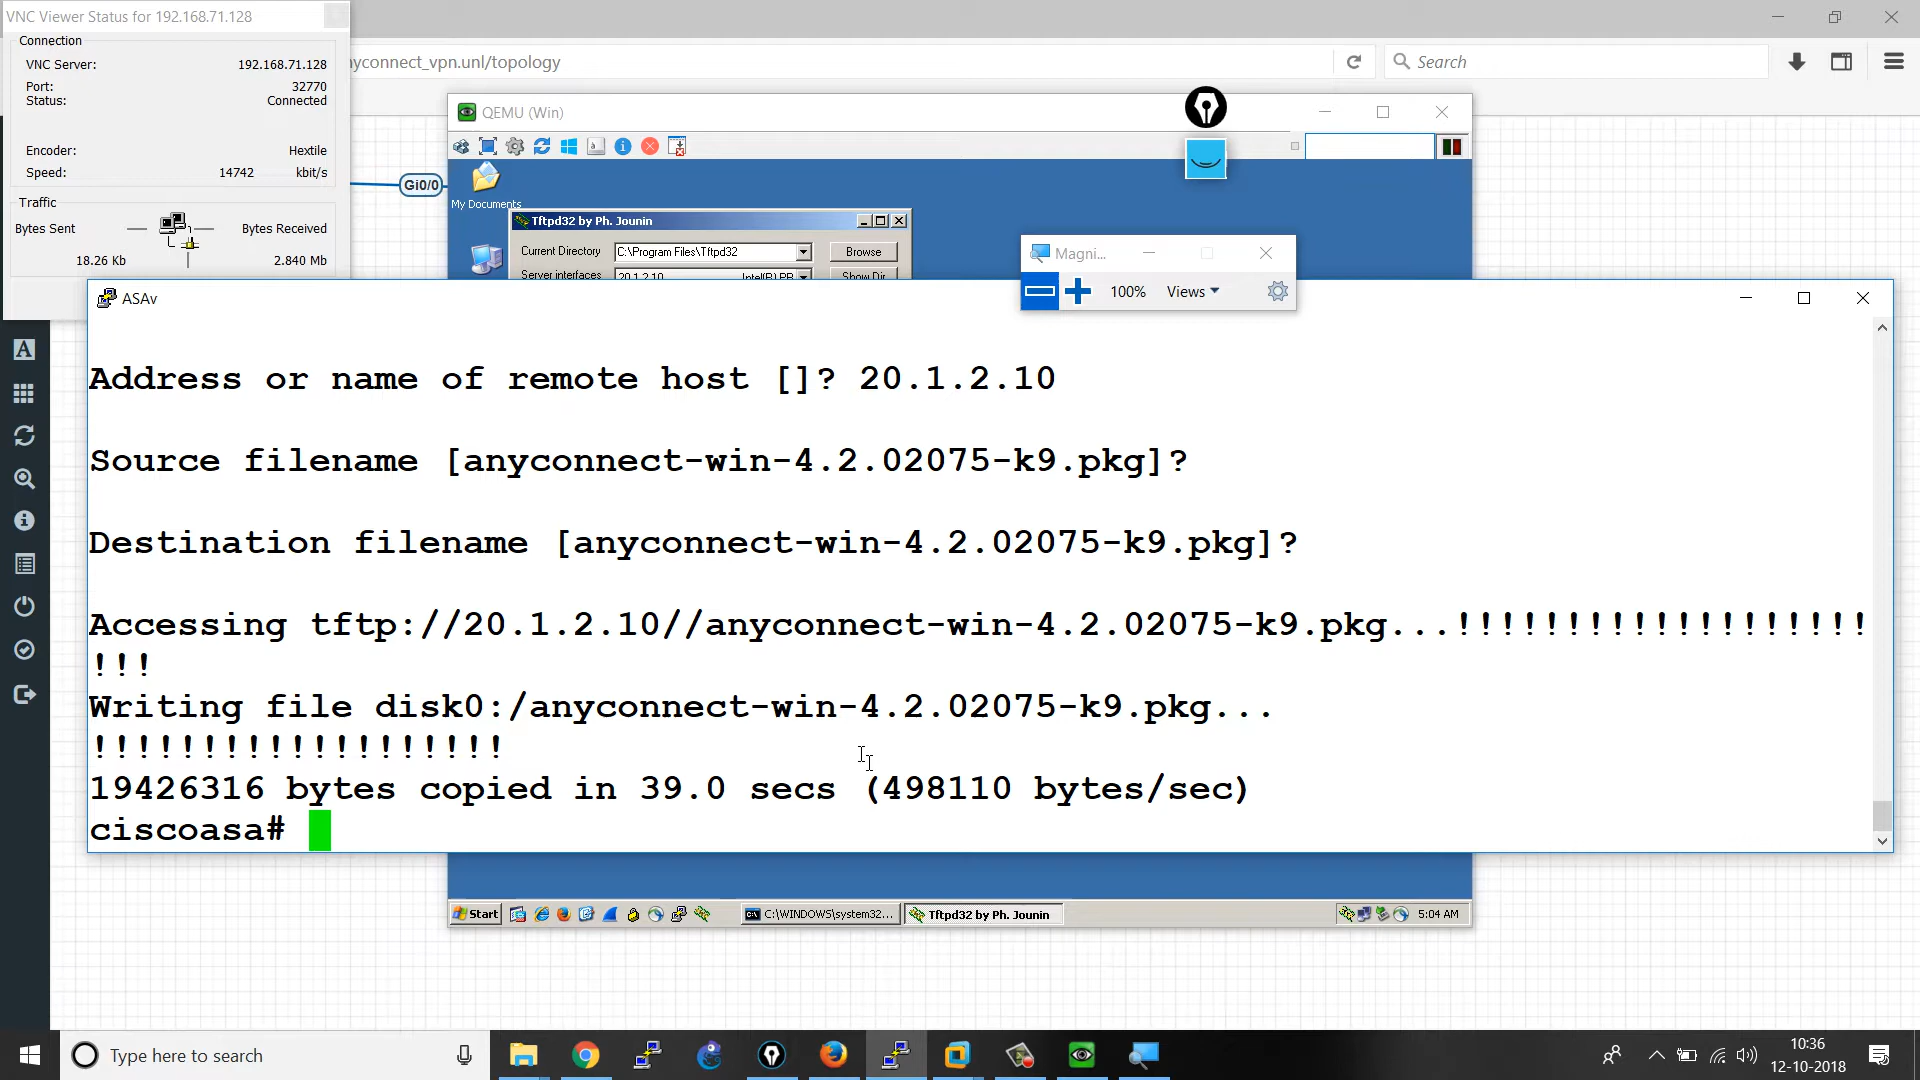 VNC Viewer Status for 192.168.71.128
Connection
VNC Server: 192.168.71.128
Port: 32770
Status: Connected
Encoder: Hextile
Speed: 14742 kbit/s
Traffic
Bytes Sent Bytes Received
18.26 Kb 2.840 Mb
yconnect_vpn.unl/topology
Search
Gi0/0
QEMU (Win)
My Documents
Tftpd32 by Ph. Jounin
Current Directory C:\Program Files\Tftpd32 Browse
Server interfaces 20.1.2.10 Intel(R) PR Show Dir
Magni...
100% Views
ASAv
Address or name of remote host []? 20.1.2.10
Source filename [anyconnect-win-4.2.02075-k9.pkg]?
Destination filename [anyconnect-win-4.2.02075-k9.pkg]?
Accessing tftp://20.1.2.10//anyconnect-win-4.2.02075-k9.pkg...!!!!!!!!!!!!!!!!!!!
!!!
Writing file disk0:/anyconnect-win-4.2.02075-k9.pkg...
!!!!!!!!!!!!!!!!!!!
19426316 bytes copied in 39.0 secs (498110 bytes/sec)
ciscoasa#
Start C:\WINDOWS\system32... Tftpd32 by Ph. Jounin 5:04 AM
Type here to search
10:36
12-10-2018